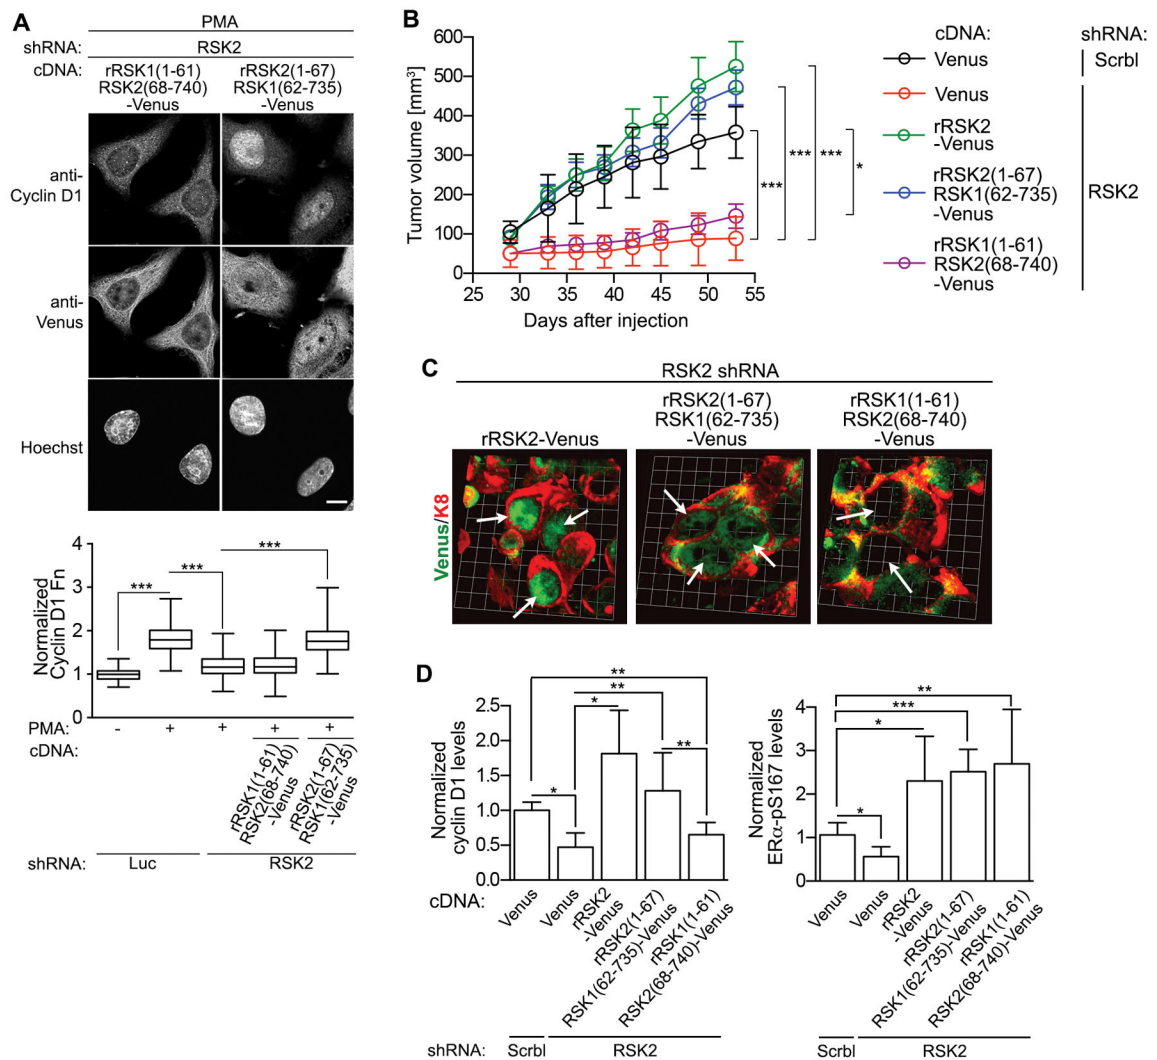 A
PMA
shRNA: RSK2
cDNA: rRSK1(1-61) rRSK2(1-67)
RSK2(68-740) RSK1(62-735)
-Venus -Venus
anti-
Cyclin D1
anti-
Venus
Hoechst
Normalized
Cyclin D1 Fn
4
3
2
1
0
*** *** ***
PMA: - + + + +
cDNA:
rRSK1(1-61)
RSK2(68-740)
-Venus
rRSK2(1-67)
RSK1(62-735)
-Venus
shRNA: Luc RSK2
B
Tumor volume [mm³]
600
500
400
300
200
100
0
25 30 35 40 45 50 55
Days after injection
*** *** *** *
cDNA: shRNA:
Venus Scrbl
Venus
rRSK2
-Venus
rRSK2(1-67)
RSK1(62-735)
-Venus
rRSK1(1-61)
RSK2(68-740)
-Venus
RSK2
C
RSK2 shRNA
rRSK2-Venus
rRSK2(1-67)
RSK1(62-735)
-Venus
rRSK1(1-61)
RSK2(68-740)
-Venus
Venus/K8
D
Normalized
cyclin D1 levels
2.5
2.0
1.5
1.0
0.5
0.0
**
**
*
**
*
cDNA:
Venus
Venus
rRSK2
-Venus
rRSK2(1-67)
RSK1(62-735)-Venus
rRSK1(1-61)
RSK2(68-740)-Venus
shRNA: Scrbl RSK2
Normalized
ERα-pS167 levels
4
3
2
1
0
**
***
*
*
Venus
Venus
rRSK2
-Venus
rRSK2(1-67)
RSK1(62-735)-Venus
rRSK1(1-61)
RSK2(68-740)-Venus
Scrbl RSK2